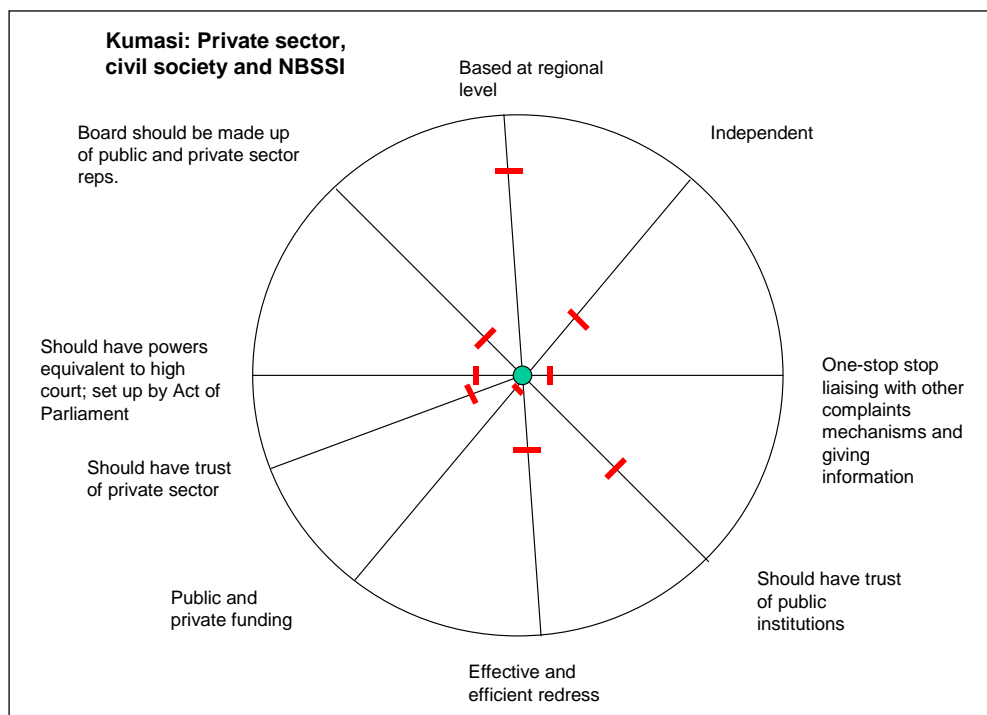 Kumasi: Private sector,
civil society and NBSSI
Based at regional
level
Independent
Board should be made up
of public and private sector
reps.
Should have powers
equivalent to high
court; set up by Act of
Parliament
One-stop stop
liaising with other
complaints
mechanisms and
giving
information
Should have trust
of private sector
Public and
private funding
Should have trust
of public
institutions
Effective and
efficient redress